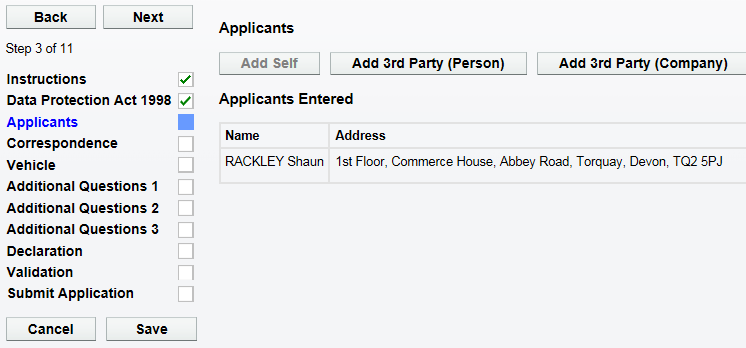 Back Next
Step 3 of 11
Instructions
Data Protection Act 1998
Applicants
Correspondence
Vehicle
Additional Questions 1
Additional Questions 2
Additional Questions 3
Declaration
Validation
Submit Application
Cancel Save
Applicants
Add Self Add 3rd Party (Person) Add 3rd Party (Company)
Applicants Entered
Name Address
RACKLEY Shaun 1st Floor, Commerce House, Abbey Road, Torquay, Devon, TQ2 5PJ